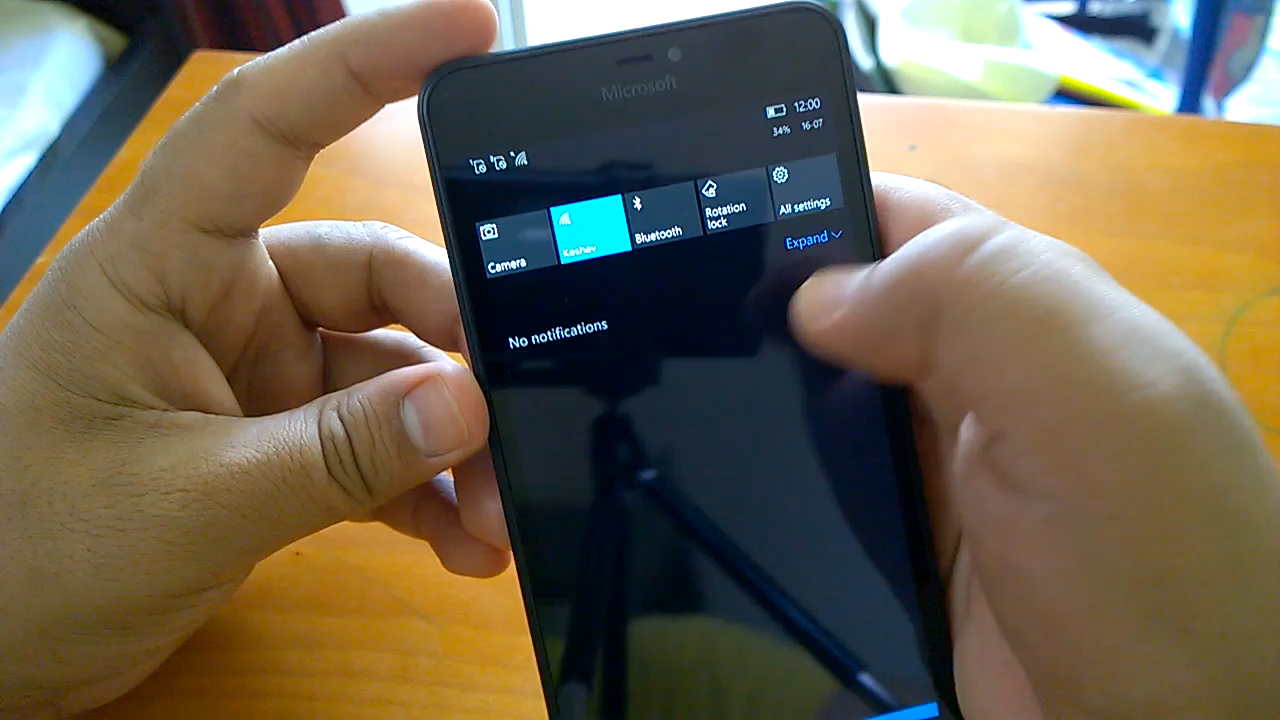 Microsoft
12:00
34% 16-07
Camera
Keshav
Bluetooth
Rotation
lock
All settings
Expand
No notifications